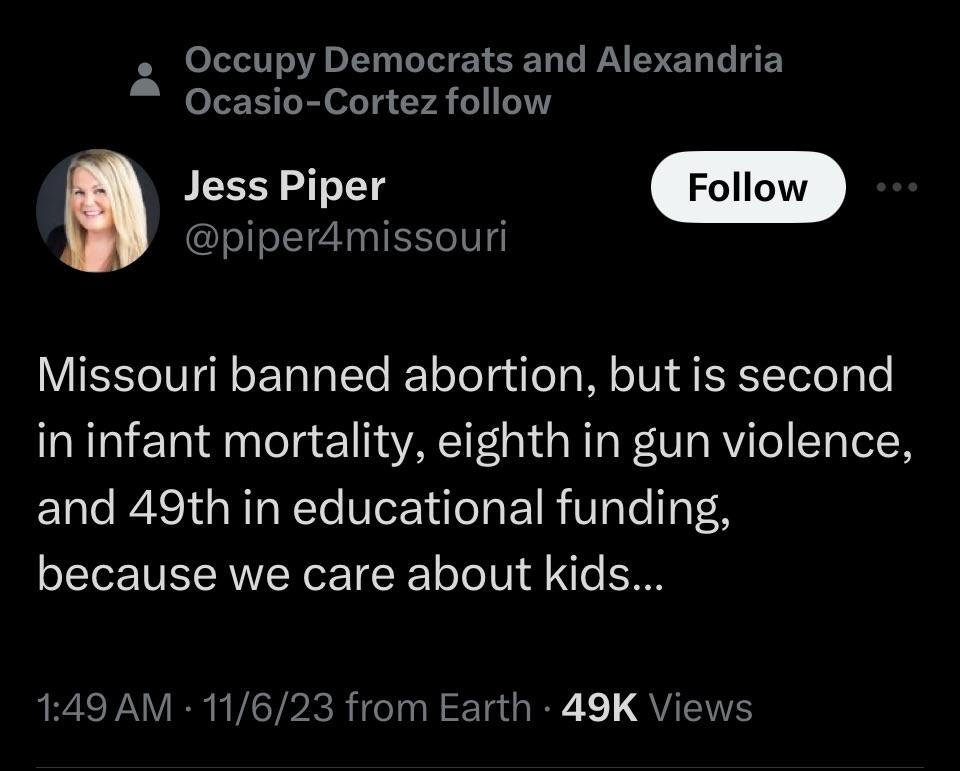 Occupy Democrats and Alexandria
Ocasio-Cortez follow
Jess Piper
Follow
@piper4missouri
Missouri banned abortion, but is second
in infant mortality, eighth in gun violence,
and 49th in educational funding,
because we care about kids...
1:49 AM · 11/6/23 from Earth · 49K Views